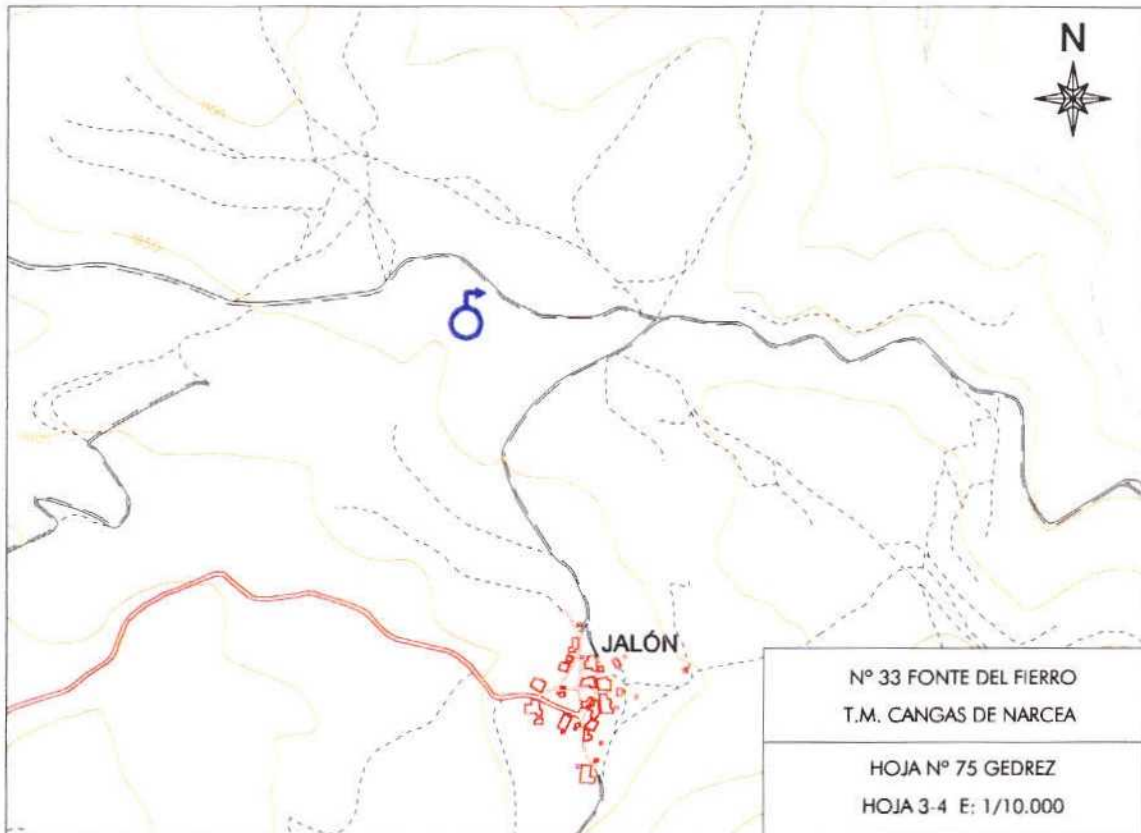 N
JALÓN
Nº 33 FONTE DEL FIERRO
T.M. CANGAS DE NARCEA
HOJA Nº 75 GEDREZ
HOJA 3-4 E: 1/10.000